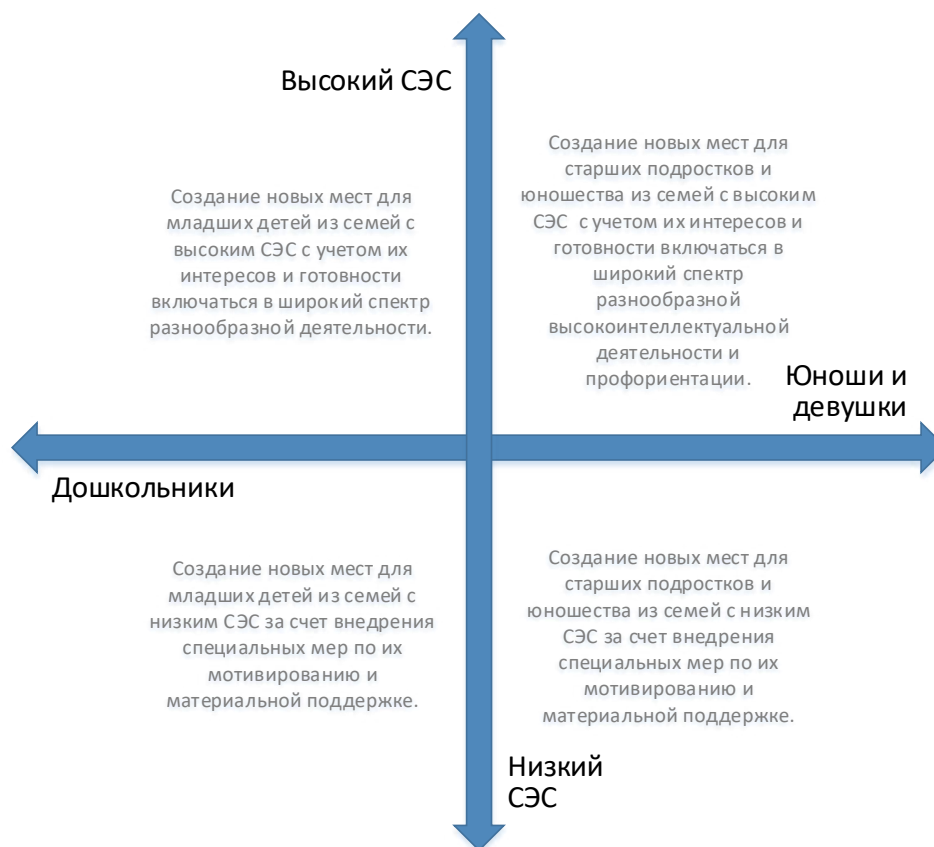 Высокий СЭС
Создание новых мест для
младших детей из семей с
высоким СЭС с учетом их
интересов и готовности
включаться в широкий спектр
разнообразной деятельности.
Создание новых мест для
старших подростков и
юношества из семей с высоким
СЭС с учетом их интересов и
готовности включаться в
широкий спектр
разнообразной
высокоинтеллектуальной
деятельности и
профориентации.
Юноши и
девушки
Дошкольники
Создание новых мест для
младших детей из семей с
низким СЭС за счет внедрения
специальных мер по их
мотивированию и
материальной поддержке.
Создание новых мест для
старших подростков и
юношества из семей с низким
СЭС за счет внедрения
специальных мер по их
мотивированию и
материальной поддержке.
Низкий
СЭС